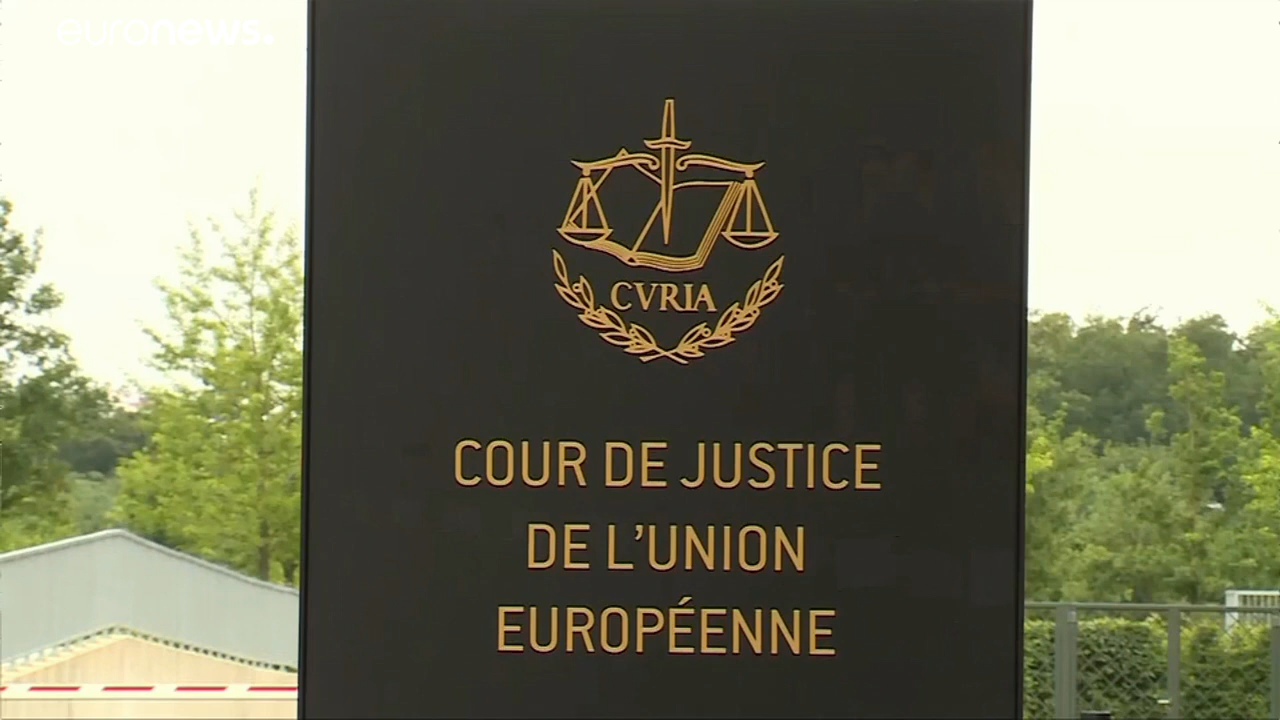 euronews.
CVRIA
COUR DE JUSTICE
DE L'UNION
EUROPÉENNE